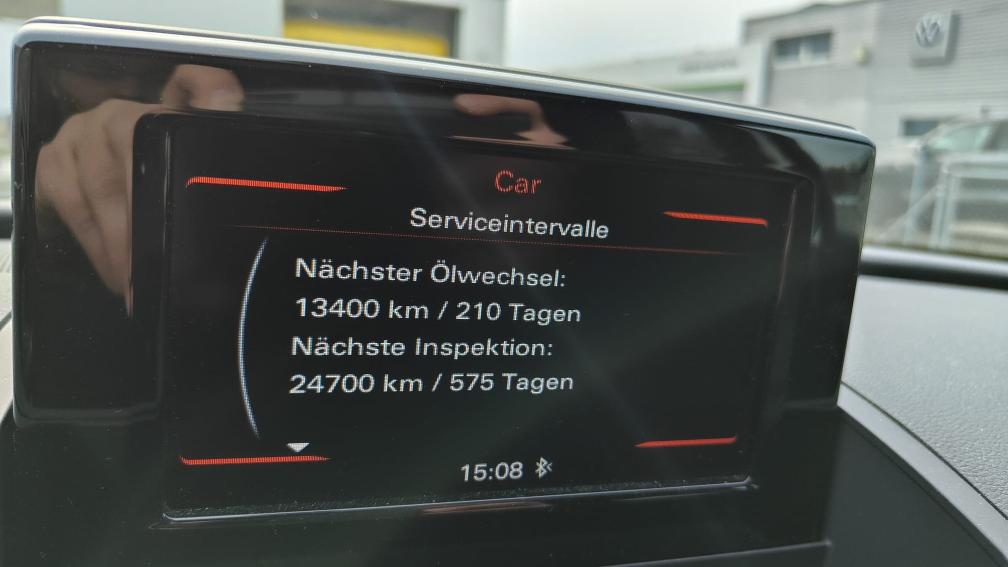 Car
Serviceintervalle
Nächster Ölwechsel:
13400 km / 210 Tagen
Nächste Inspektion:
24700 km / 575 Tagen
15:08